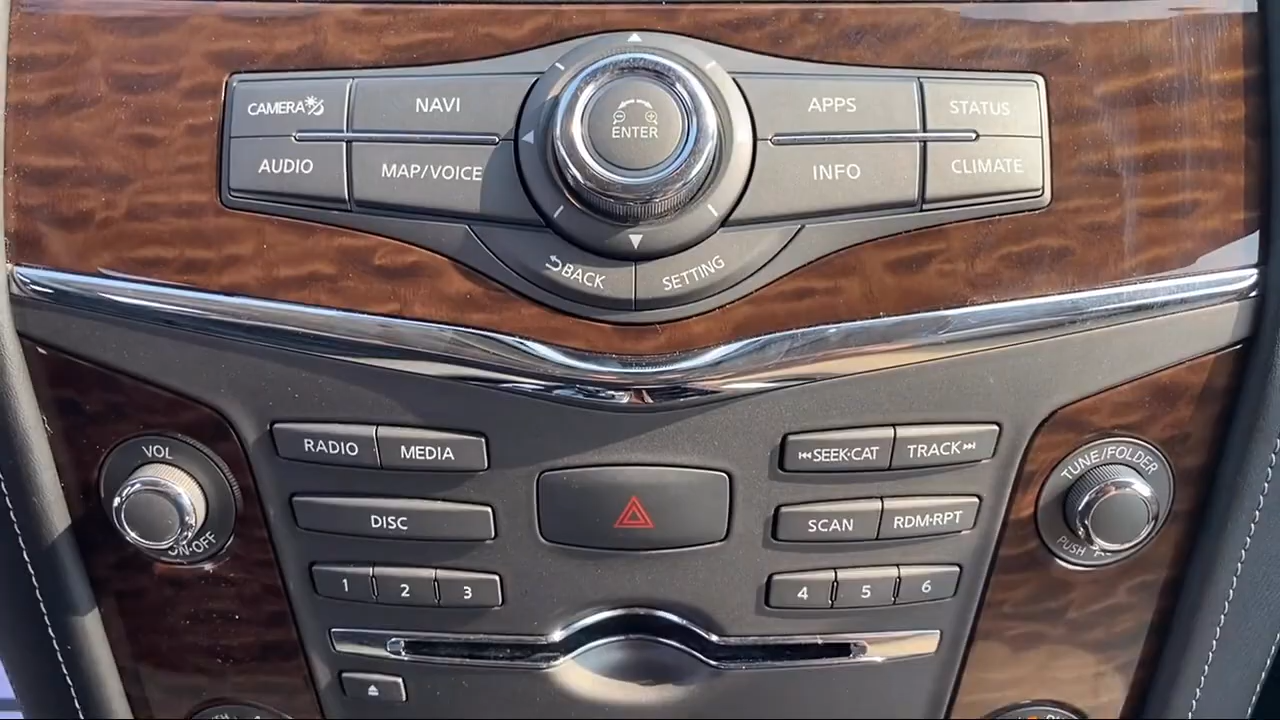 CAMERA
NAVI
APPS
STATUS
ENTER
AUDIO
MAP/VOICE
INFO
CLIMATE
BACK
SETTING
VOL
ON·OFF
RADIO
MEDIA
SEEK·CAT
TRACK
TUNE/FOLDER
PUSH
DISC
SCAN
RDM·RPT
1
2
3
4
5
6